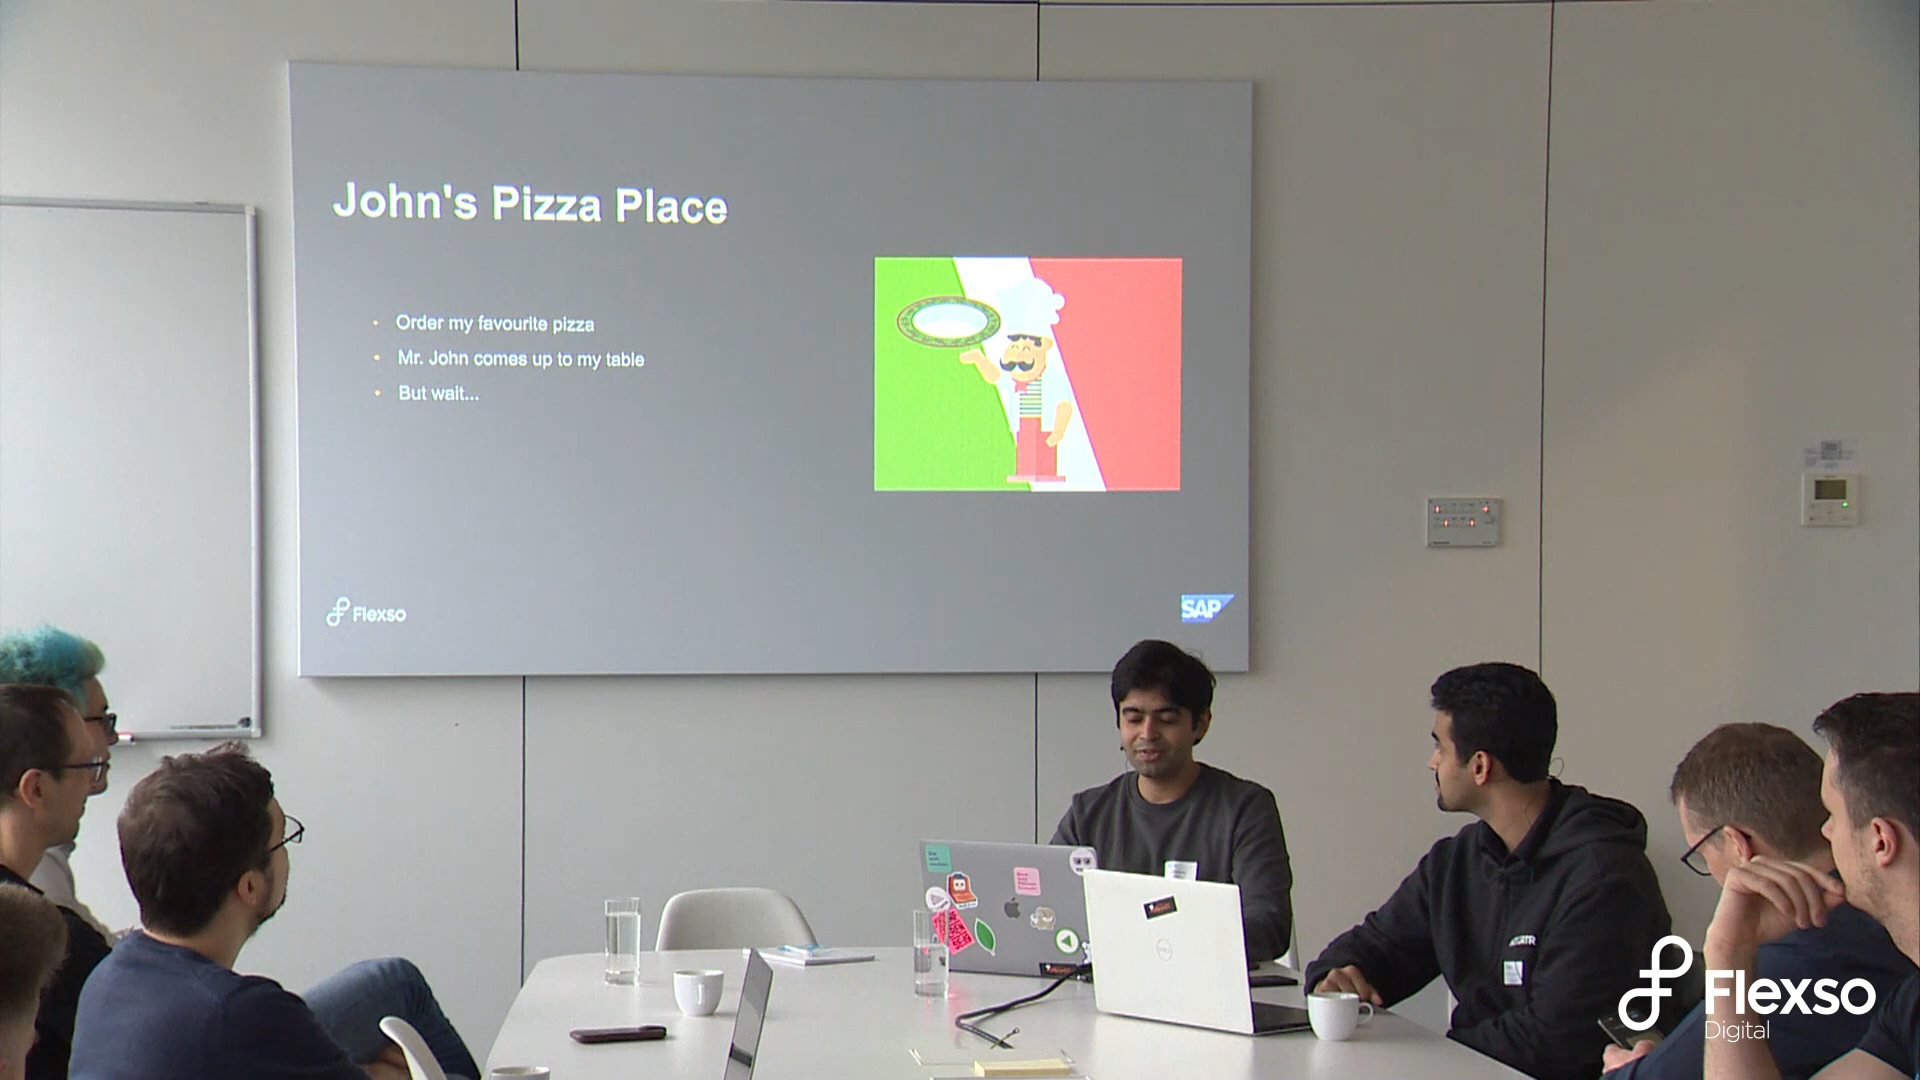 John's Pizza Place
Order my favourite pizza
Mr. John comes up to my table
But wait...
Flexso
SAP
DELL
Flexso
Digital